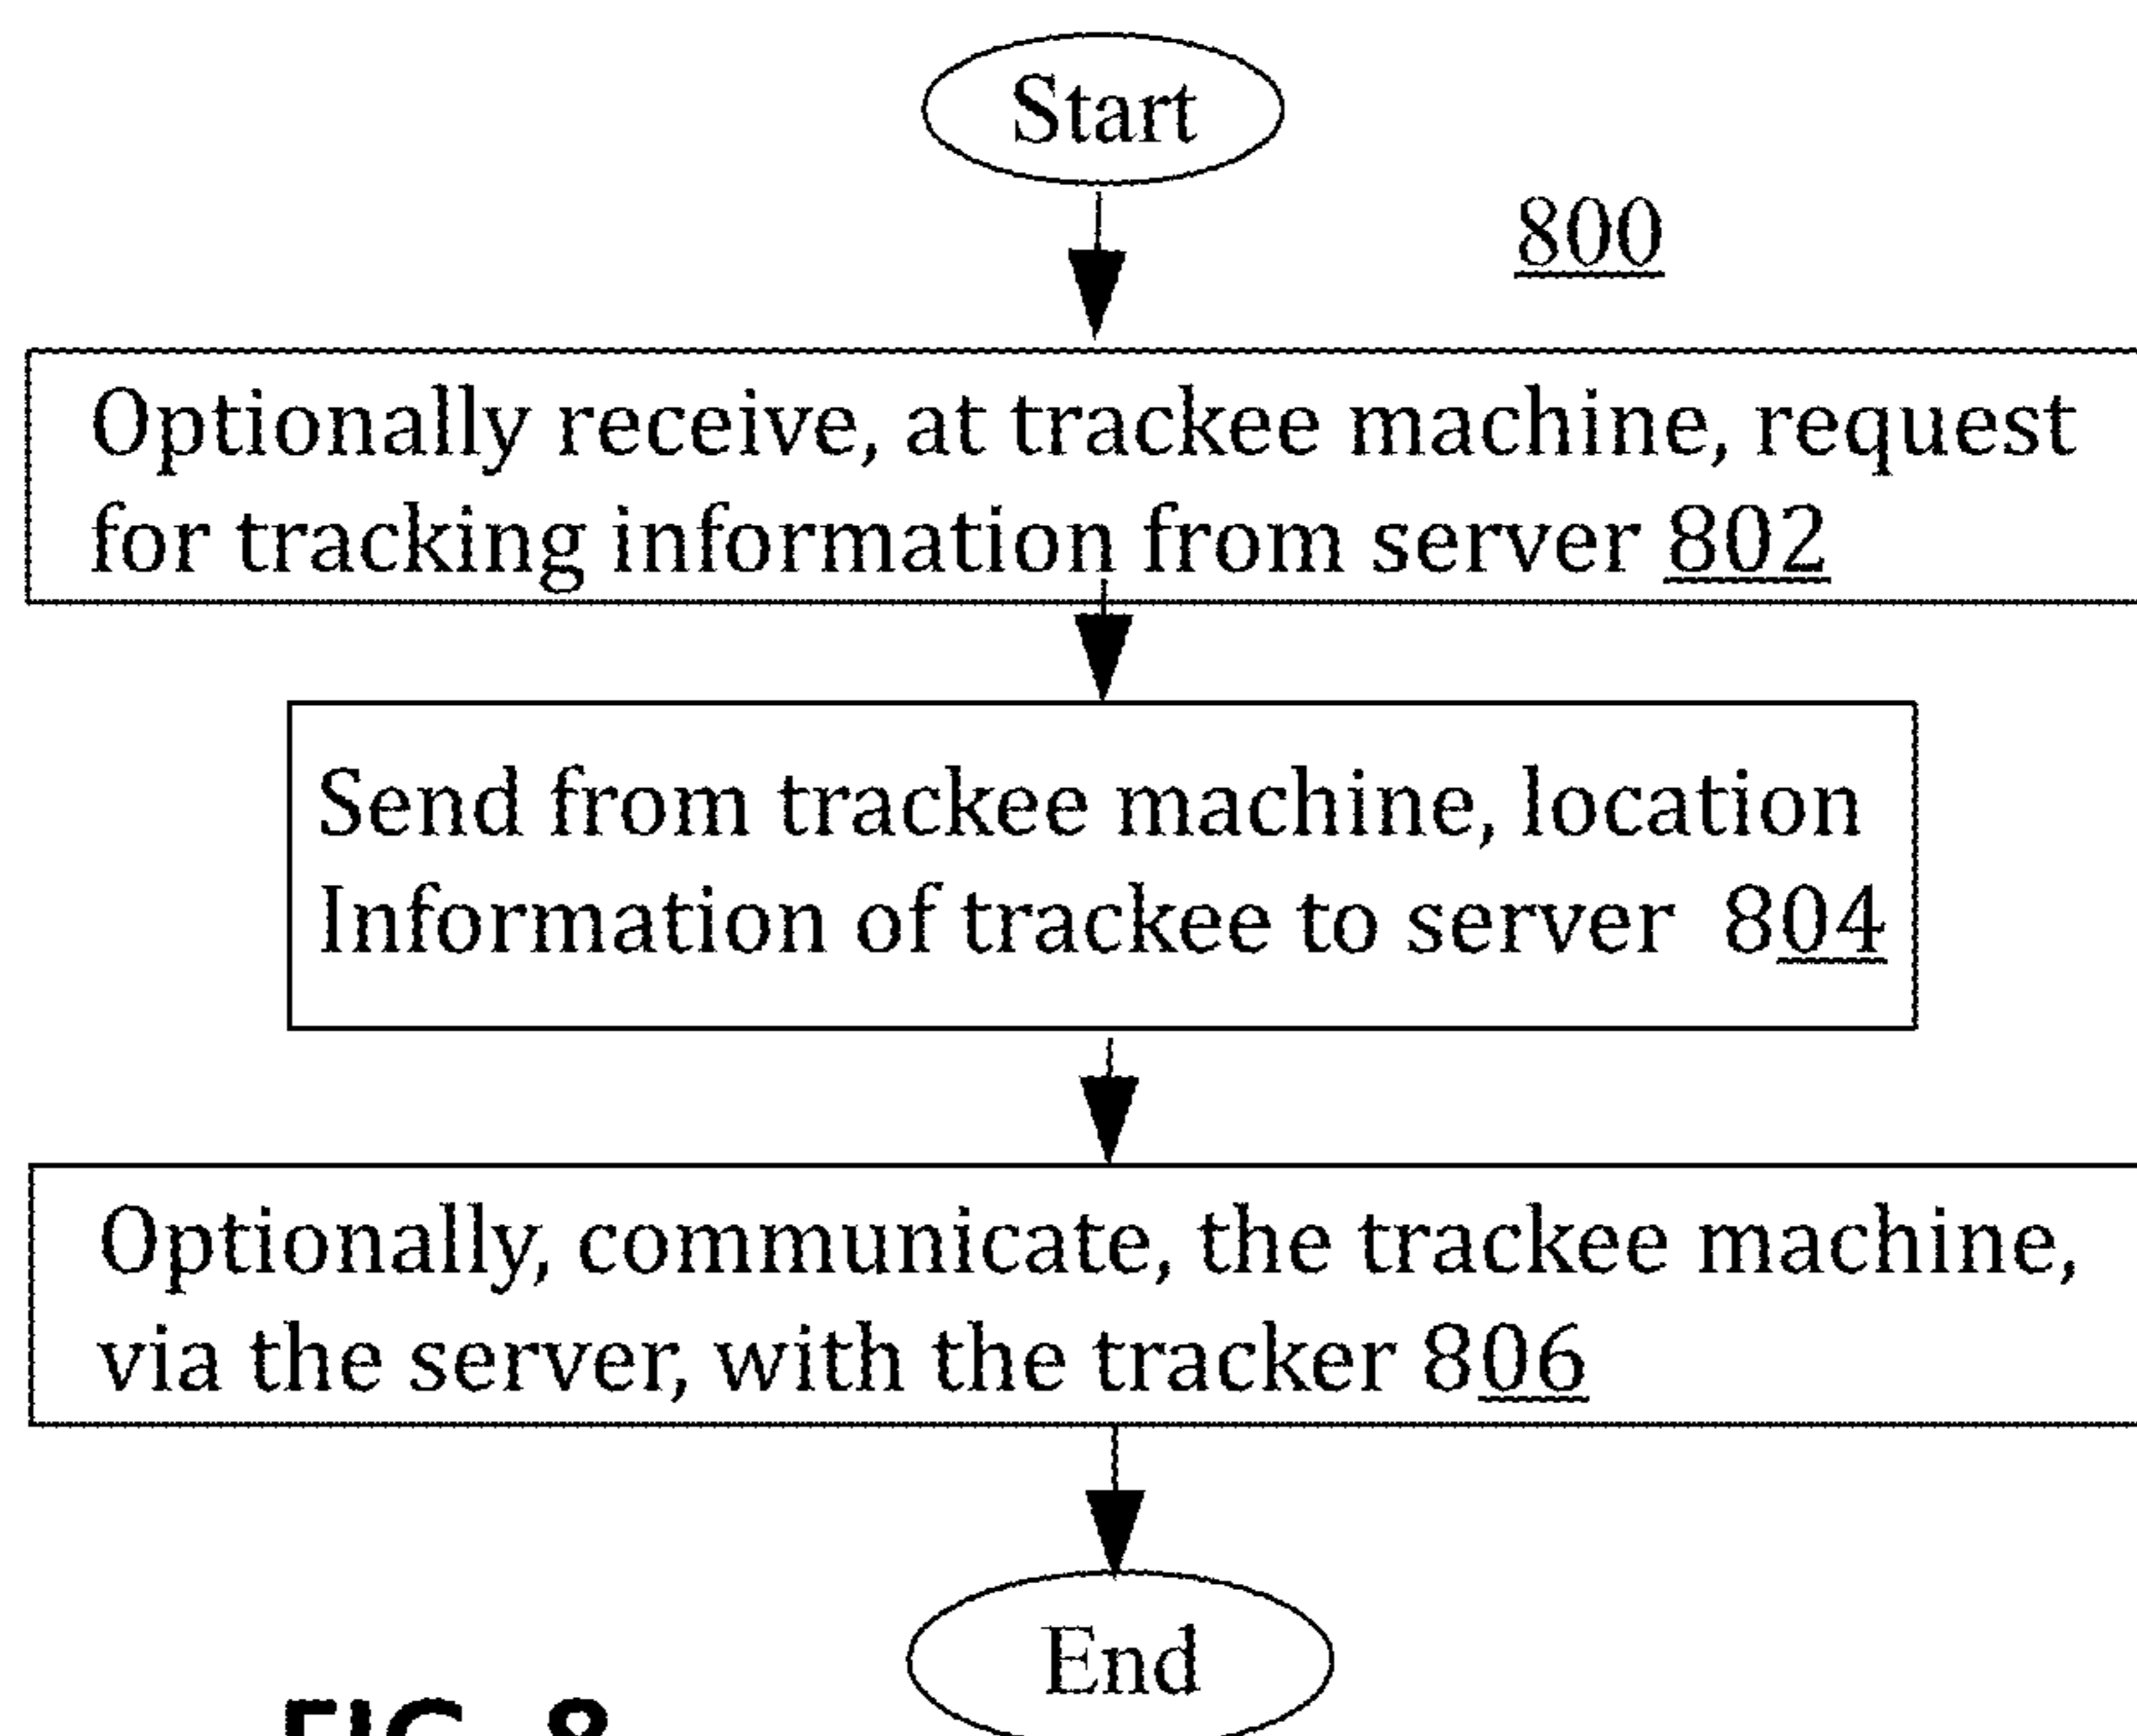 Start
800
Optionally receive, at trackee machine, request
for tracking information from server 802
Send from trackee machine, location
Information of trackee to server 804
Optionally, communicate, the trackee machine,
via the server, with the tracker 806
End
FIG. 8